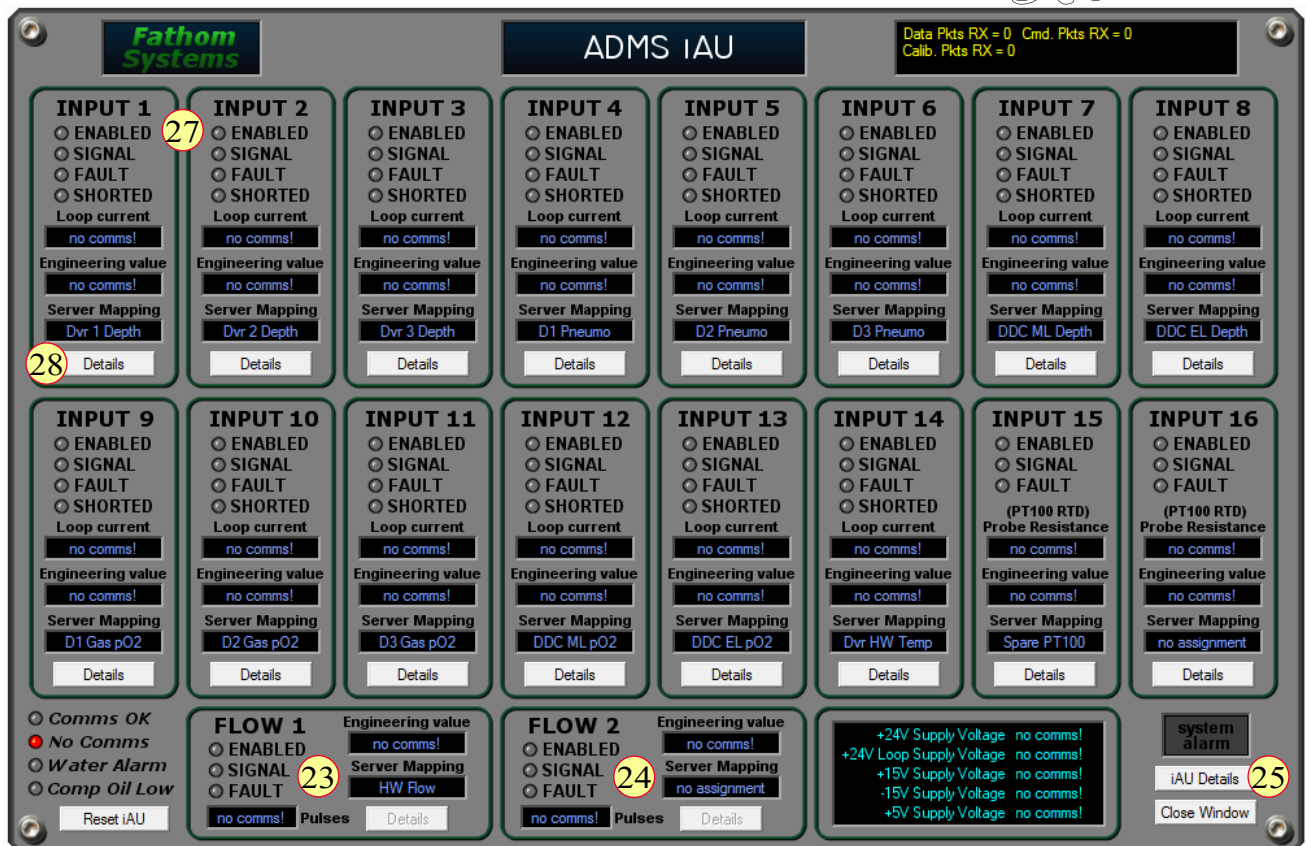 Fathom
Systems
ADMS iAU
Data Pkts RX = 0 Cmd. Pkts RX = 0
Calib. Pkts RX = 0
INPUT 1
ENABLED
SIGNAL
FAULT
SHORTED
Loop current
no comms!
Engineering value
no comms!
Server Mapping
Dvr 1 Depth
28
Details
27
INPUT 2
ENABLED
SIGNAL
FAULT
SHORTED
Loop current
no comms!
Engineering value
no comms!
Server Mapping
Dvr 2 Depth
Details
INPUT 3
ENABLED
SIGNAL
FAULT
SHORTED
Loop current
no comms!
Engineering value
no comms!
Server Mapping
Dvr 3 Depth
Details
INPUT 4
ENABLED
SIGNAL
FAULT
SHORTED
Loop current
no comms!
Engineering value
no comms!
Server Mapping
D1 Pneumo
Details
INPUT 5
ENABLED
SIGNAL
FAULT
SHORTED
Loop current
no comms!
Engineering value
no comms!
Server Mapping
D2 Pneumo
Details
INPUT 6
ENABLED
SIGNAL
FAULT
SHORTED
Loop current
no comms!
Engineering value
no comms!
Server Mapping
D3 Pneumo
Details
INPUT 7
ENABLED
SIGNAL
FAULT
SHORTED
Loop current
no comms!
Engineering value
no comms!
Server Mapping
DDC ML Depth
Details
INPUT 8
ENABLED
SIGNAL
FAULT
SHORTED
Loop current
no comms!
Engineering value
no comms!
Server Mapping
DDC EL Depth
Details
INPUT 9
ENABLED
SIGNAL
FAULT
SHORTED
Loop current
no comms!
Engineering value
no comms!
Server Mapping
D1 Gas pO2
Details
INPUT 10
ENABLED
SIGNAL
FAULT
SHORTED
Loop current
no comms!
Engineering value
no comms!
Server Mapping
D2 Gas pO2
Details
INPUT 11
ENABLED
SIGNAL
FAULT
SHORTED
Loop current
no comms!
Engineering value
no comms!
Server Mapping
D3 Gas pO2
Details
INPUT 12
ENABLED
SIGNAL
FAULT
SHORTED
Loop current
no comms!
Engineering value
no comms!
Server Mapping
DDC ML pO2
Details
INPUT 13
ENABLED
SIGNAL
FAULT
SHORTED
Loop current
no comms!
Engineering value
no comms!
Server Mapping
DDC EL pO2
Details
INPUT 14
ENABLED
SIGNAL
FAULT
SHORTED
Loop current
no comms!
Engineering value
no comms!
Server Mapping
Dvr HW Temp
Details
INPUT 15
ENABLED
SIGNAL
FAULT
(PT100 RTD)
Probe Resistance
no comms!
Engineering value
no comms!
Server Mapping
Spare PT100
Details
INPUT 16
ENABLED
SIGNAL
FAULT
(PT100 RTD)
Probe Resistance
no comms!
Engineering value
no comms!
Server Mapping
no assignment
Details
Comms OK
No Comms
Water Alarm
Comp Oil Low
Reset iAU
FLOW 1
ENABLED
SIGNAL
FAULT
no comms! Pulses
23
Engineering value
no comms!
Server Mapping
HW Flow
Details
FLOW 2
ENABLED
SIGNAL
FAULT
no comms! Pulses
24
Engineering value
no comms!
Server Mapping
no assignment
Details
+24V Supply Voltage no comms!
+24V Loop Supply Voltage no comms!
+15V Supply Voltage no comms!
-15V Supply Voltage no comms!
+5V Supply Voltage no comms!
system
alarm
iAU Details
25
Close Window